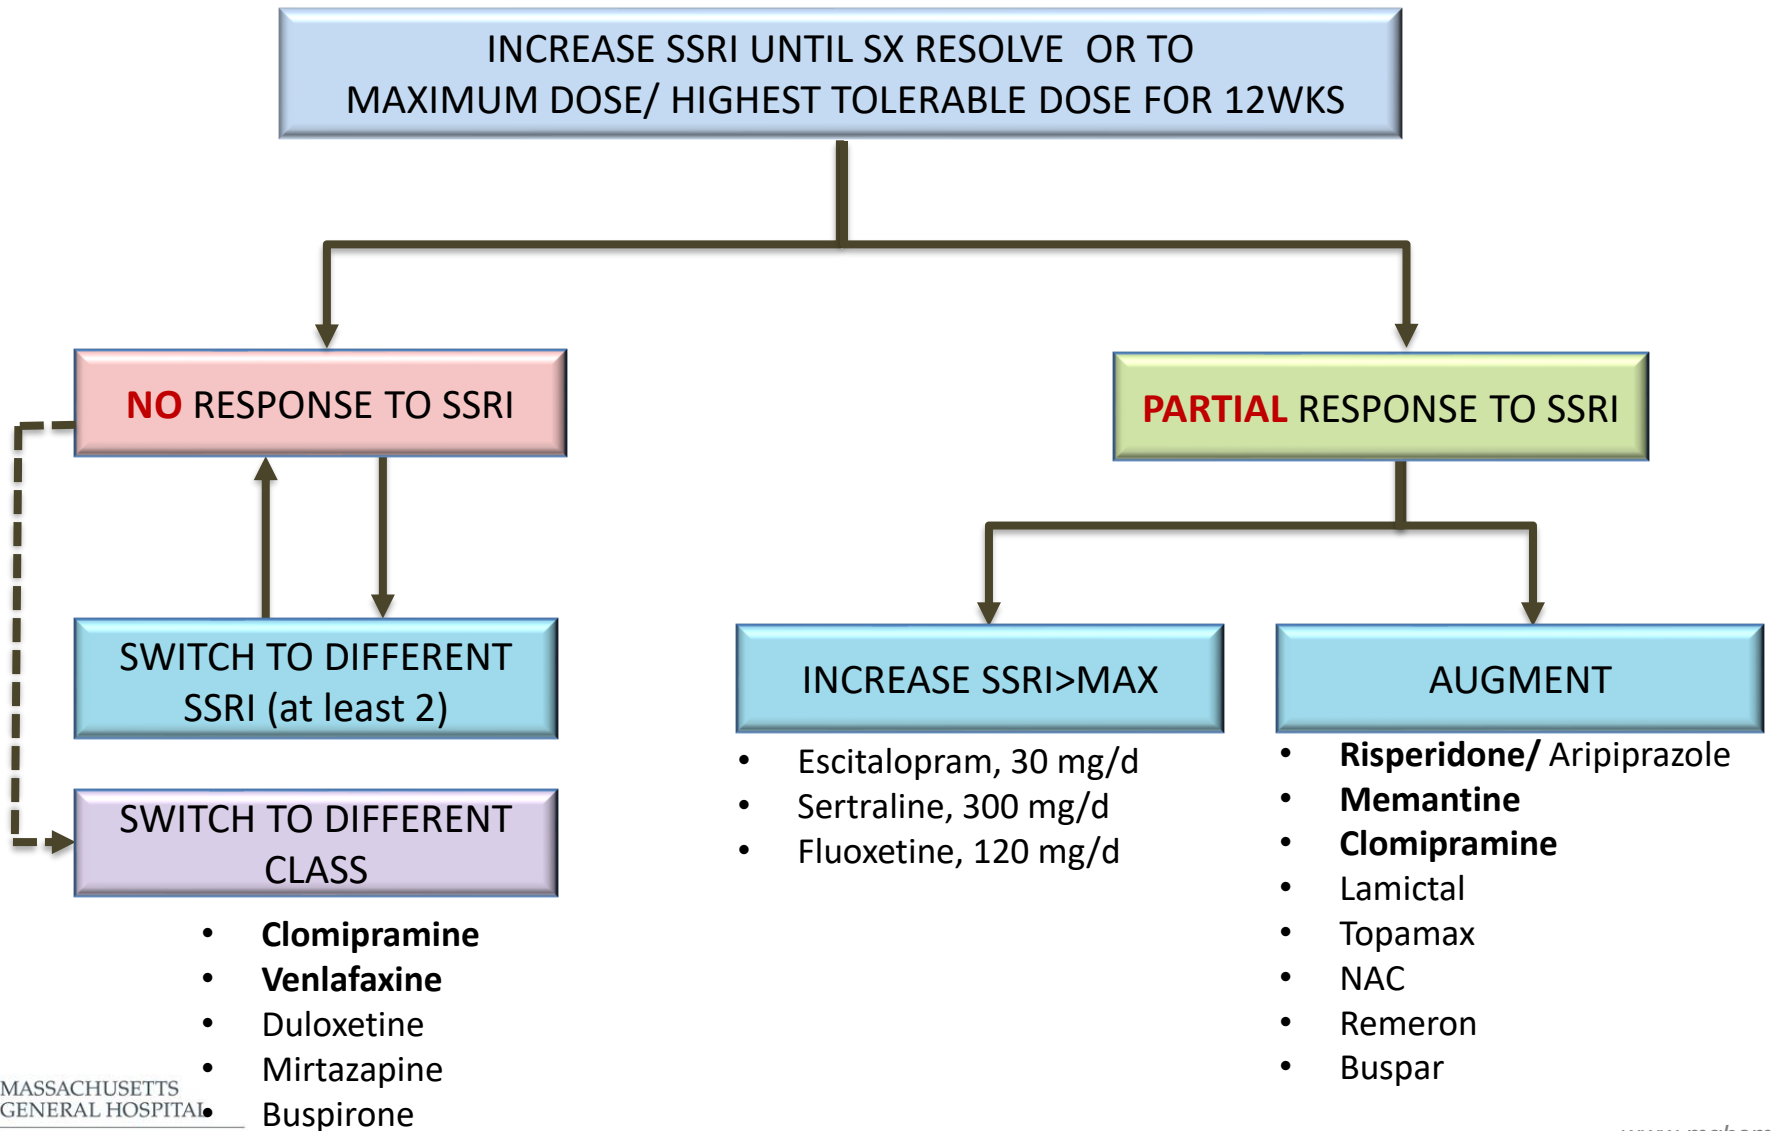 INCREASE SSRI UNTIL SX RESOLVE OR TO
MAXIMUM DOSE/ HIGHEST TOLERABLE DOSE FOR 12WKS
NO RESPONSE TO SSRI
PARTIAL RESPONSE TO SSRI
SWITCH TO DIFFERENT
SSRI (at least 2)
SWITCH TO DIFFERENT
CLASS
• Clomipramine
• Venlafaxine
• Duloxetine
• Mirtazapine
• Buspirone
INCREASE SSRI>MAX
• Escitalopram, 30 mg/d
• Sertraline, 300 mg/d
• Fluoxetine, 120 mg/d
AUGMENT
• Risperidone/ Aripiprazole
• Memantine
• Clomipramine
• Lamictal
• Topamax
• NAC
• Remeron
• Buspar
MASSACHUSETTS
GENERAL HOSPITAL